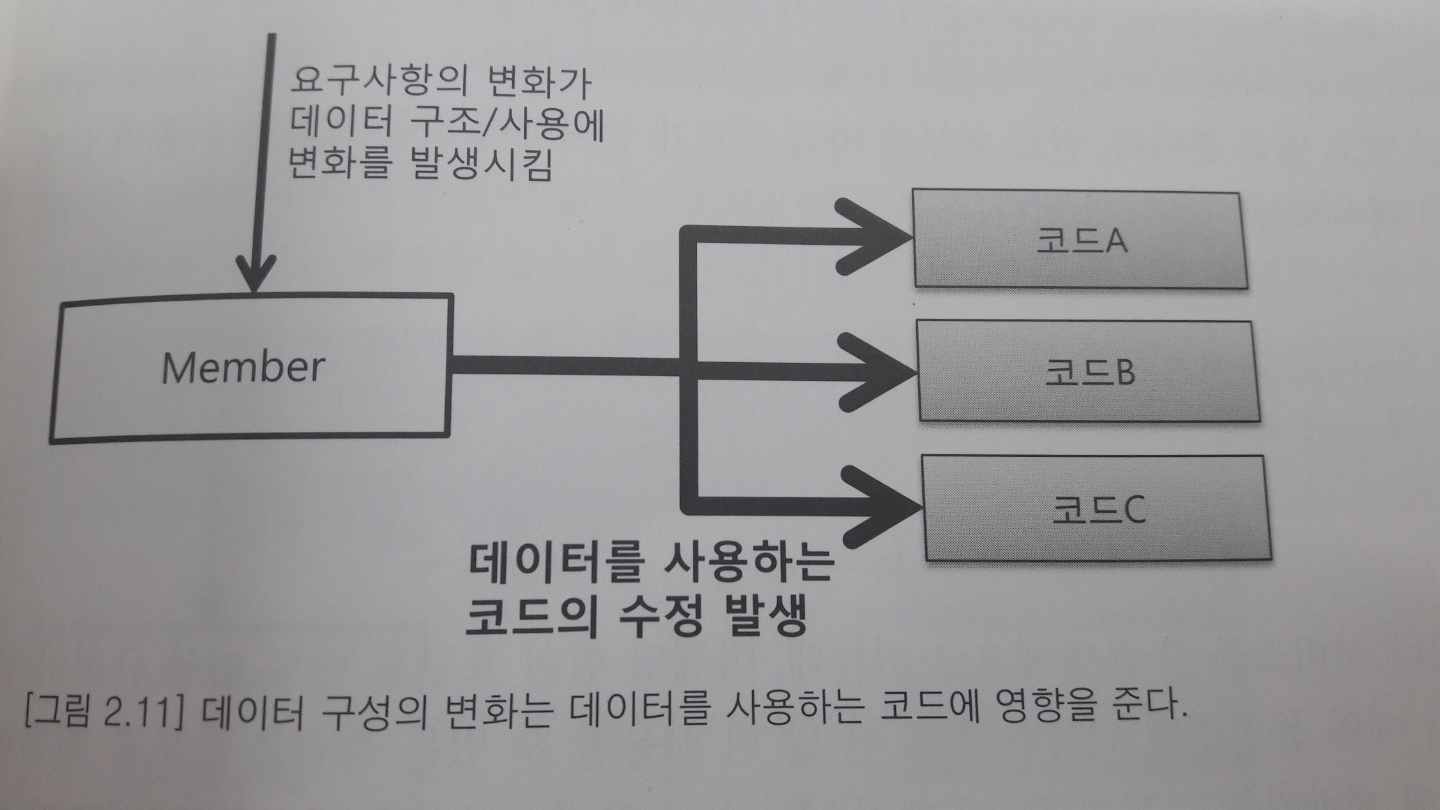 요구사항의 변화가
데이터 구조/사용에
변화를 발생시킴
코드A
Member
코드B
코드C
데이터를 사용하는
코드의 수정 발생
[그림 2.11] 데이터 구성의 변화는 데이터를 사용하는 코드에 영향을 준다.